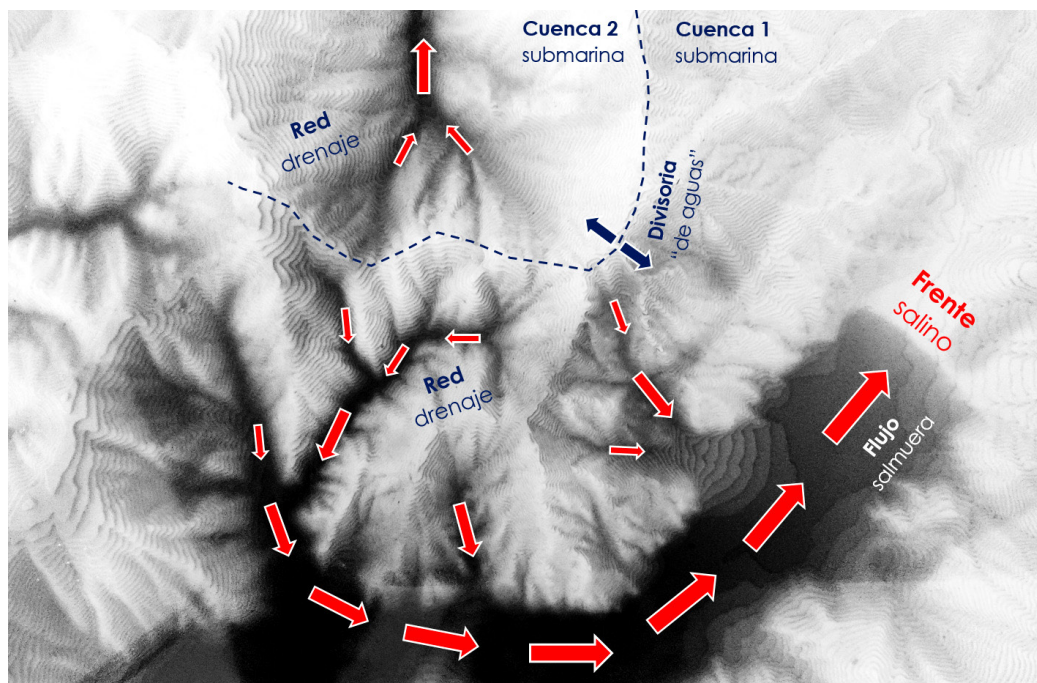 Cuenca 2
submarina
Cuenca 1
submarina
Red
drenaje
Divisoria
“de aguas”
Frente
salino
Red
drenaje
Flujo
salmuera